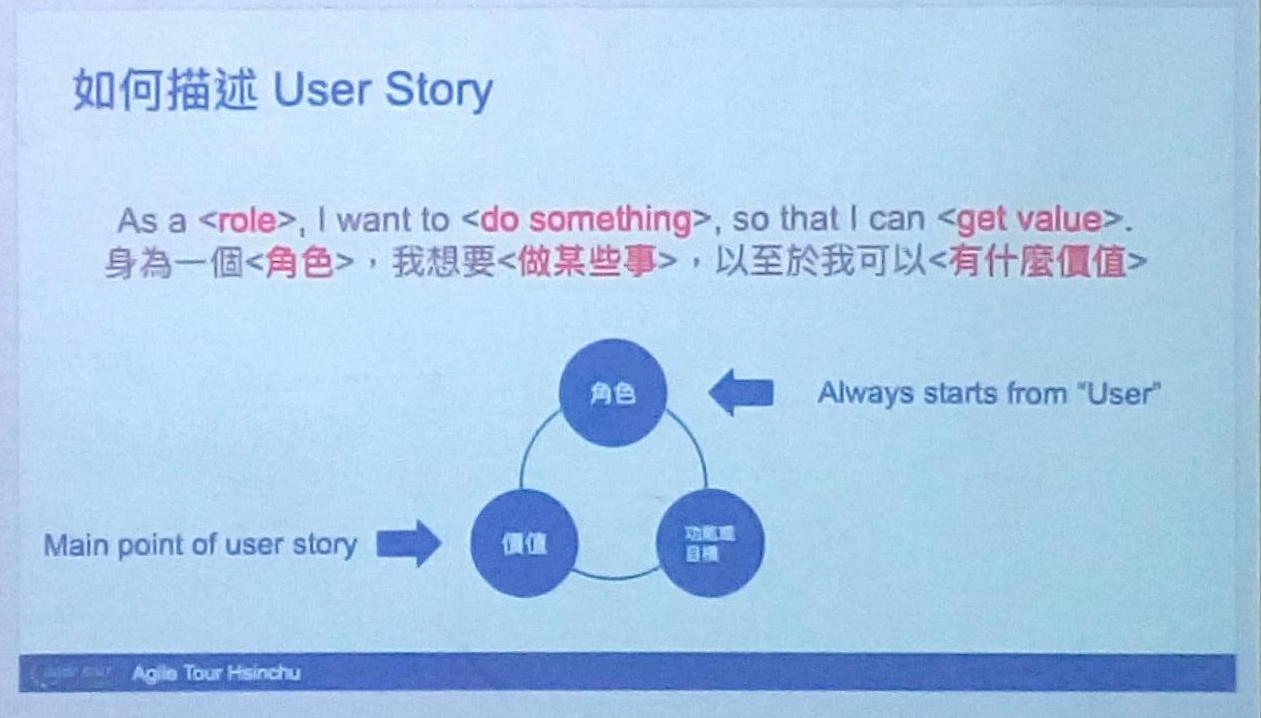 如何描述 User Story
As a <role>, I want to <do something>, so that I can <get value>.
身為一個<角色>，我想要<做某些事>，以至於我可以<有什麼價值>
角色
Always starts from “User”
Main point of user story
價值
功能或
目標
Agile Tour Hsinchu